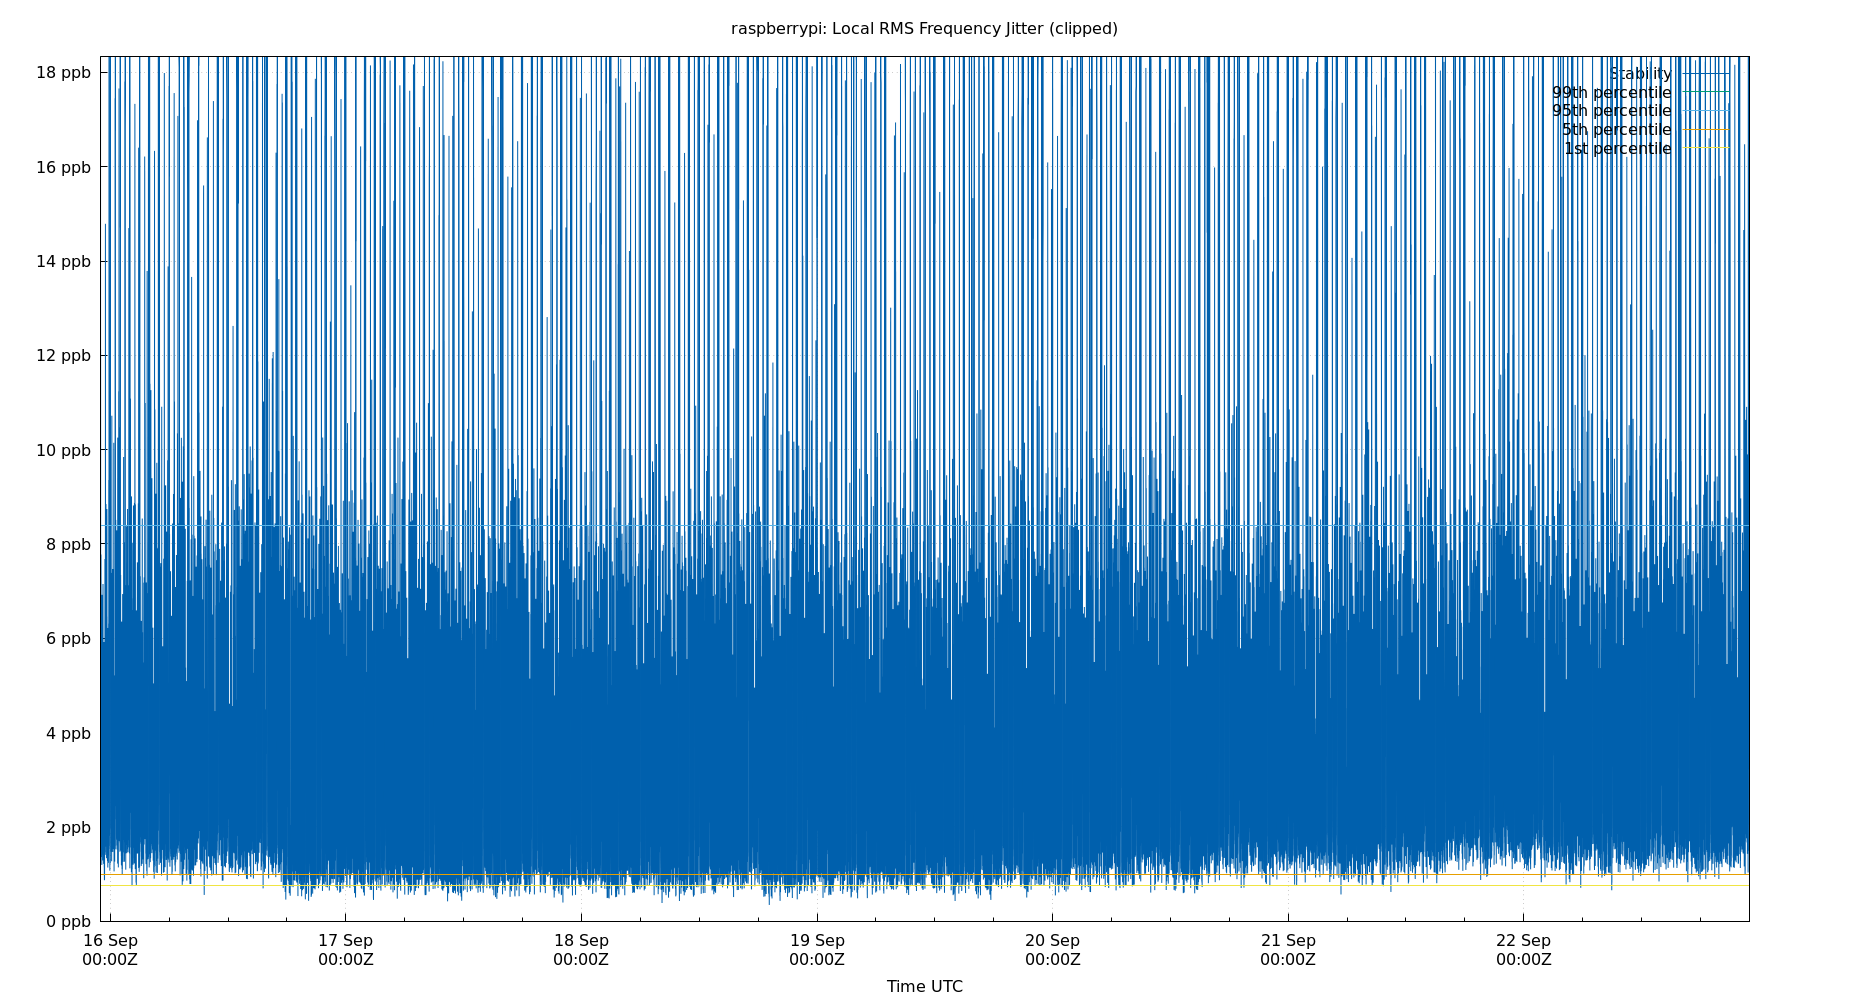 raspberrypi: Local RMS Frequency Jitter (clipped)
18 ppb
16 ppb
14 ppb
12 ppb
10 ppb
8 ppb
6 ppb
4 ppb
2 ppb
0 ppb
Stability
99th percentile
95th percentile
5th percentile
1st percentile
16 Sep 17 Sep 18 Sep 19 Sep 20 Sep 21 Sep 22 Sep
00:00Z 00:00Z 00:00Z 00:00Z 00:00Z 00:00Z 00:00Z
Time UTC